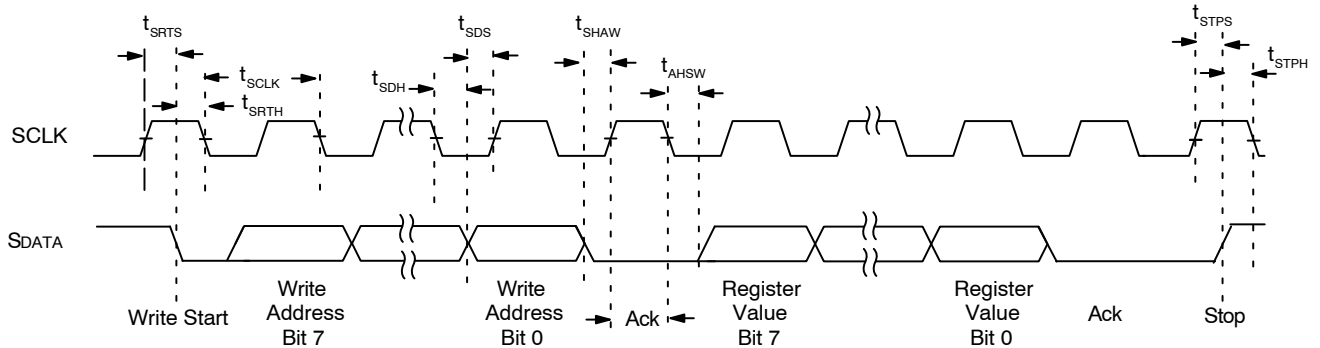 tSRTS
tSDS
tSHAW
tSTPS
tSTPH
tSCLK
tSDH
tAHSW
tSRTH
SCLK
SDATA
Write Start
Write
Address
Bit 7
Write
Address
Bit 0
Ack
Register
Value
Bit 7
Register
Value
Bit 0
Ack
Stop